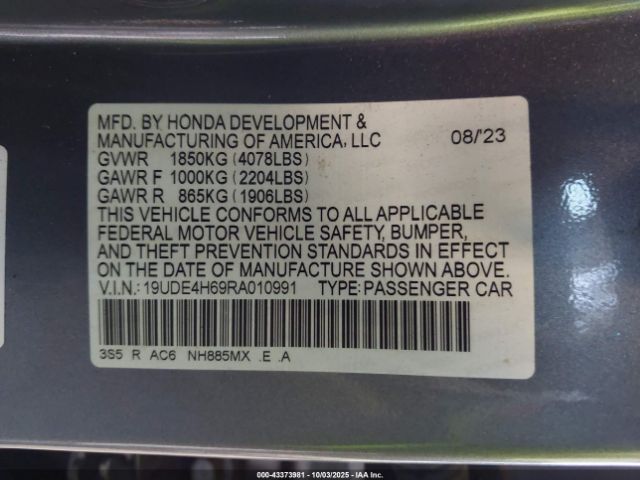 MFD. BY HONDA DEVELOPMENT &
MANUFACTURING OF AMERICA, LLC 08/'23
GVWR 1850KG (4078LBS)
GAWR F 1000KG (2204LBS)
GAWR R 865KG (1906LBS)
THIS VEHICLE CONFORMS TO ALL APPLICABLE
FEDERAL MOTOR VEHICLE SAFETY, BUMPER,
AND THEFT PREVENTION STANDARDS IN EFFECT
ON THE DATE OF MANUFACTURE SHOWN ABOVE.
V.I.N.: 19UDE4H69RA010991 TYPE: PASSENGER CAR
3S5 R AC6 NH885MX .E .A
000-43373981 - 10/03/2025 - IAA Inc.